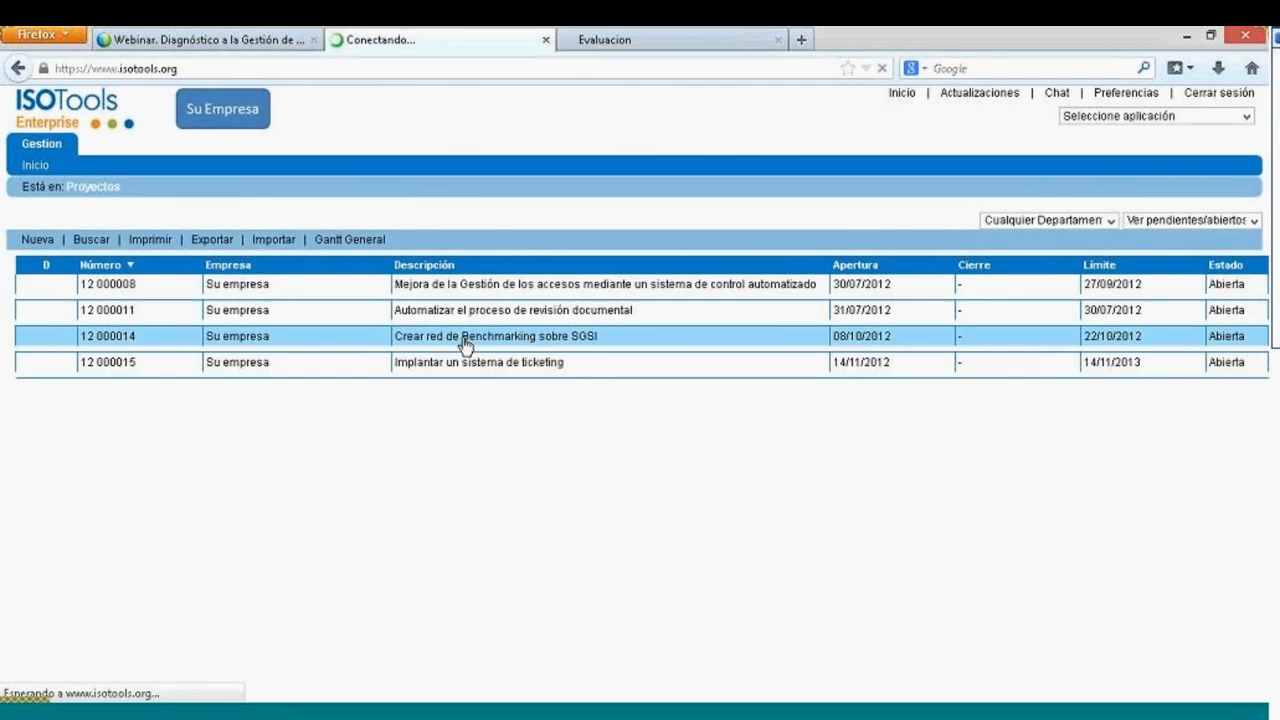 Firefox
Webinar. Diagnóstico a la Gestión de ...
Conectando...
Evaluacion
https://www.isotools.org
Google
ISOTools
Enterprise
Su Empresa
Inicio | Actualizaciones | Chat | Preferencias | Cerrar sesión
Seleccione aplicación
Gestion
Inicio
Está en: Proyectos
Cualquier Departamen
Ver pendientes/abiertos
Nueva | Buscar | Imprimir | Exportar | Importar | Gantt General
D Número Empresa Descripción Apertura Cierre Límite Estado
12 000008 Su empresa Mejora de la Gestión de los accesos mediante un sistema de control automatizado 30/07/2012 - 27/09/2012 Abierta
12 000011 Su empresa Automatizar el proceso de revisión documental 31/07/2012 - 30/07/2012 Abierta
12 000014 Su empresa Crear red de Benchmarking sobre SGSI 08/10/2012 - 22/10/2012 Abierta
12 000015 Su empresa Implantar un sistema de ticketing 14/11/2012 - 14/11/2013 Abierta
Esperando a www.isotools.org...